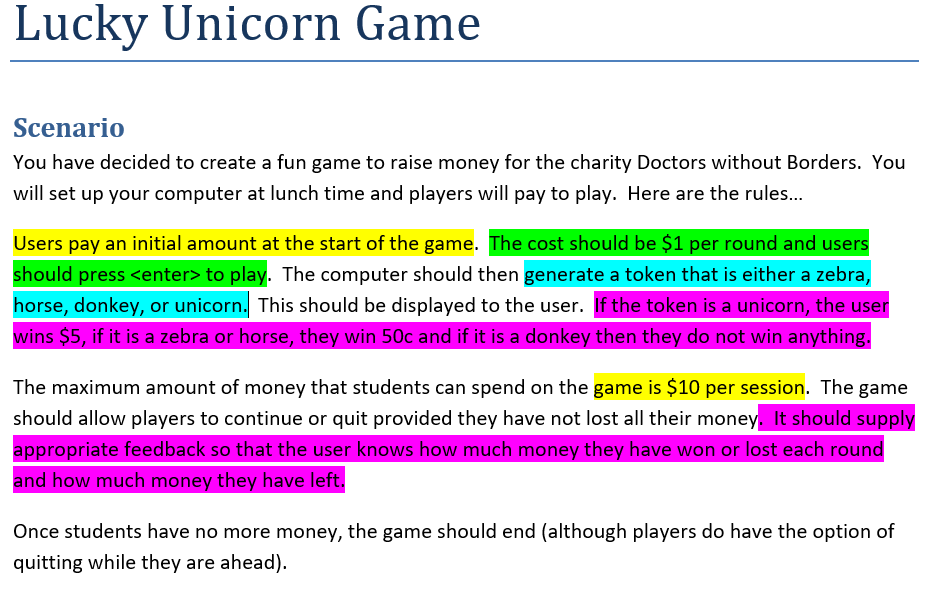 Lucky Unicorn Game
Scenario
You have decided to create a fun game to raise money for the charity Doctors without Borders.  You
will set up your computer at lunch time and players will pay to play.  Here are the rules...
Users pay an initial amount at the start of the game.  The cost should be $1 per round and users
should press <enter> to play.  The computer should then generate a token that is either a zebra,
horse, donkey, or unicorn.  This should be displayed to the user.  If the token is a unicorn, the user
wins $5, if it is a zebra or horse, they win 50c and if it is a donkey then they do not win anything.
The maximum amount of money that students can spend on the game is $10 per session.  The game
should allow players to continue or quit provided they have not lost all their money.  It should supply
appropriate feedback so that the user knows how much money they have won or lost each round
and how much money they have left.
Once students have no more money, the game should end (although players do have the option of
quitting while they are ahead).